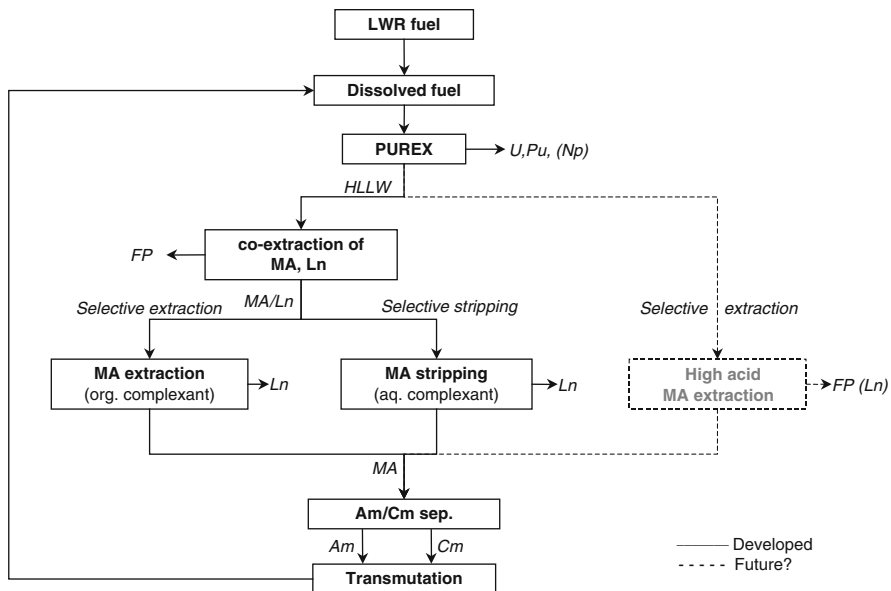 LWR fuel
Dissolved fuel
PUREX
U,Pu, (Np)
HLLW
co-extraction of
MA, Ln
FP
MA/Ln
Selective extraction
Selective stripping
Selective extraction
MA extraction
(org. complexant)
Ln
MA stripping
(aq. complexant)
Ln
High acid
MA extraction
FP (Ln)
MA
Am/Cm sep.
Am
Cm
Transmutation
Developed
Future?